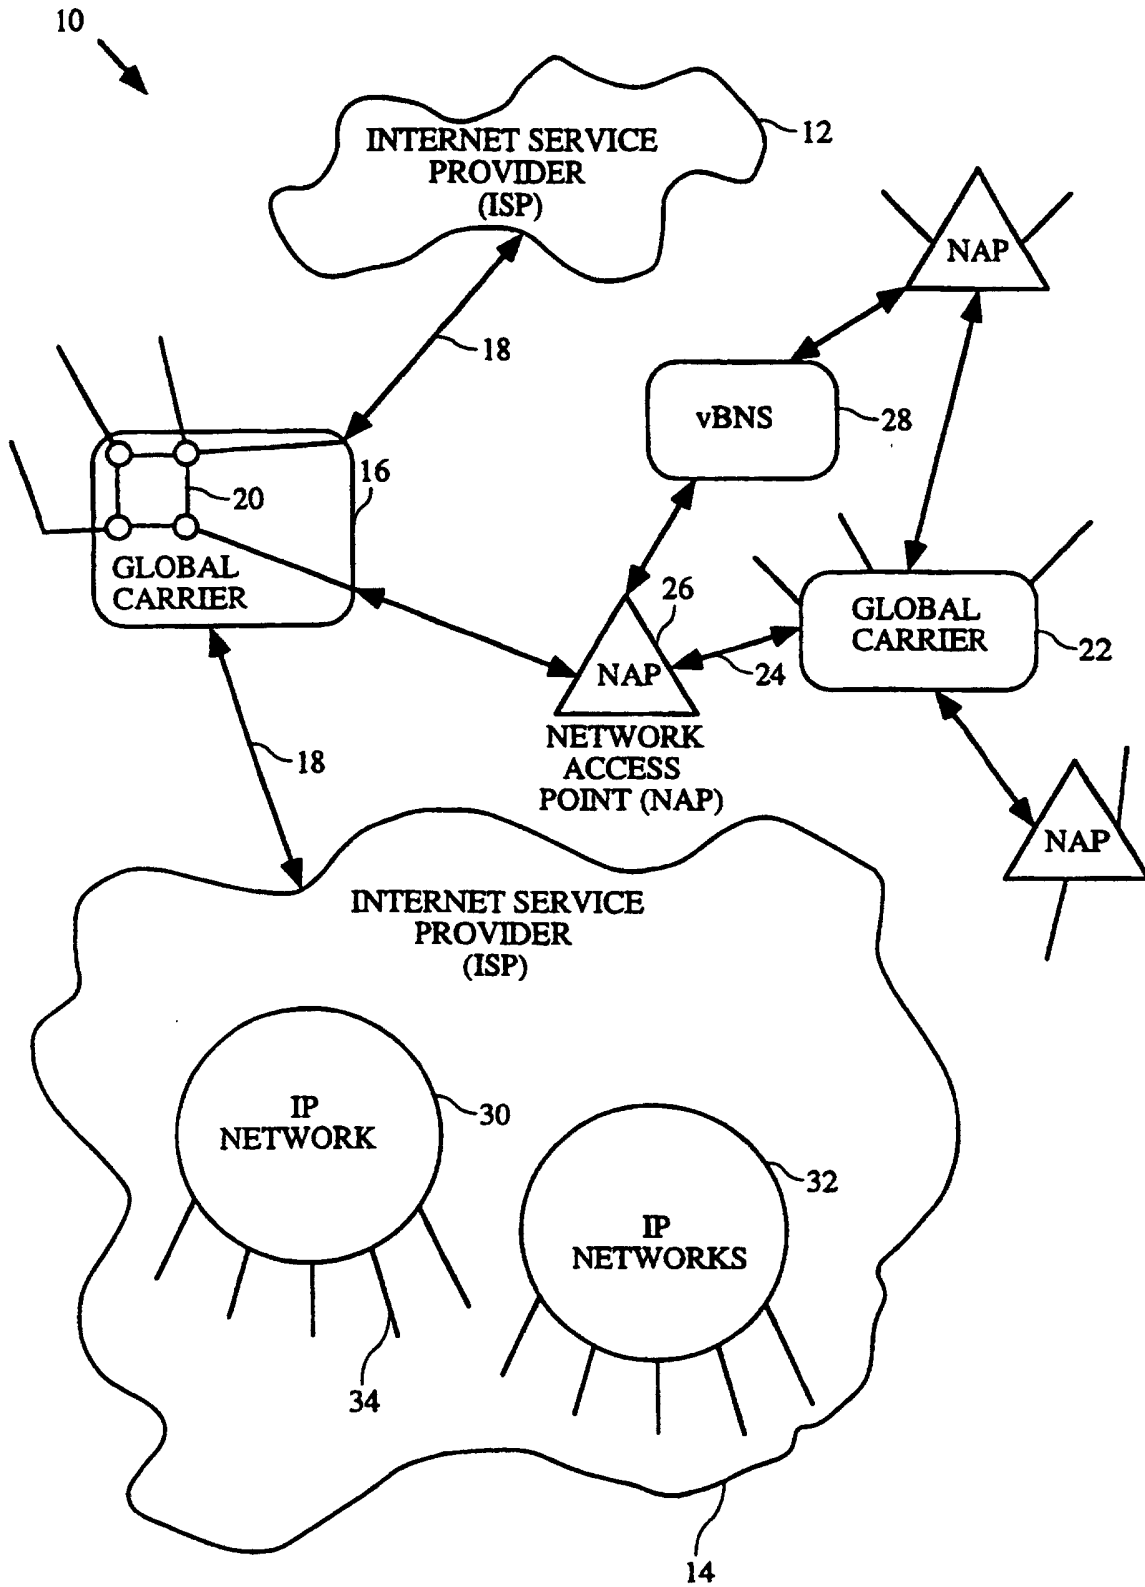 10
INTERNET SERVICE
PROVIDER
(ISP)
12
NAP
18
vBNS
28
16
20
GLOBAL
CARRIER
26
NAP
24
GLOBAL
CARRIER
22
NETWORK
ACCESS
POINT (NAP)
18
NAP
INTERNET SERVICE
PROVIDER
(ISP)
IP
NETWORK
30
IP
NETWORKS
32
34
14